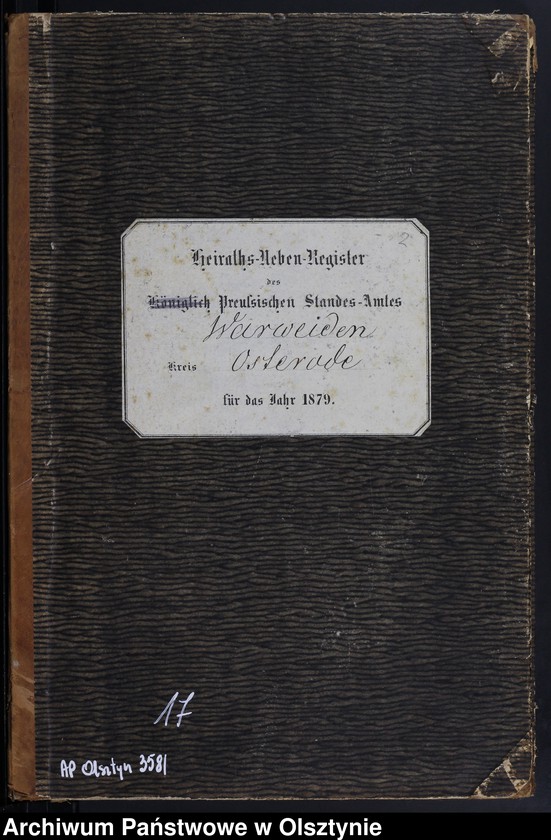 2
Heiraths-Neben-Register
des
Königlich Preußischen Standes-Amtes
Warweiden
Kreis Osterode
für das Jahr 1879.
17
AP Olsztyn 358/
Archiwum Państwowe w Olsztynie